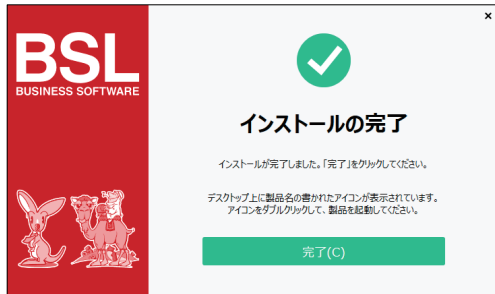 BSL
BUSINESS SOFTWARE
×
インストールの完了
インストールが完了しました。「完了」をクリックしてください。
デスクトップ上に製品名の書かれたアイコンが表示されています。
アイコンをダブルクリックして、製品を起動してください。
完了(C)